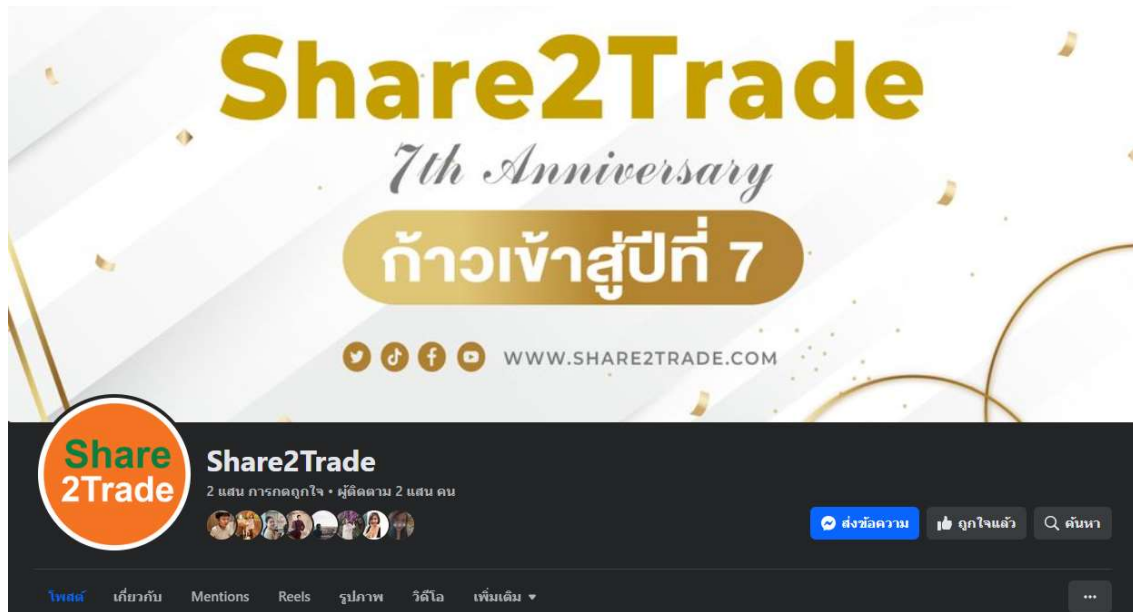 Share2Trade
7th Anniversary
ก้าวเข้าสู่ปีที่ 7
WWW.SHARE2TRADE.COM
Share
2Trade
Share2Trade
2 แสน การกดถูกใจ • ผู้ติดตาม 2 แสน คน
ส่งข้อความ ถูกใจแล้ว ค้นหา
โพสต์ เกี่ยวกับ Mentions Reels รูปภาพ วิดีโอ เพิ่มเติม